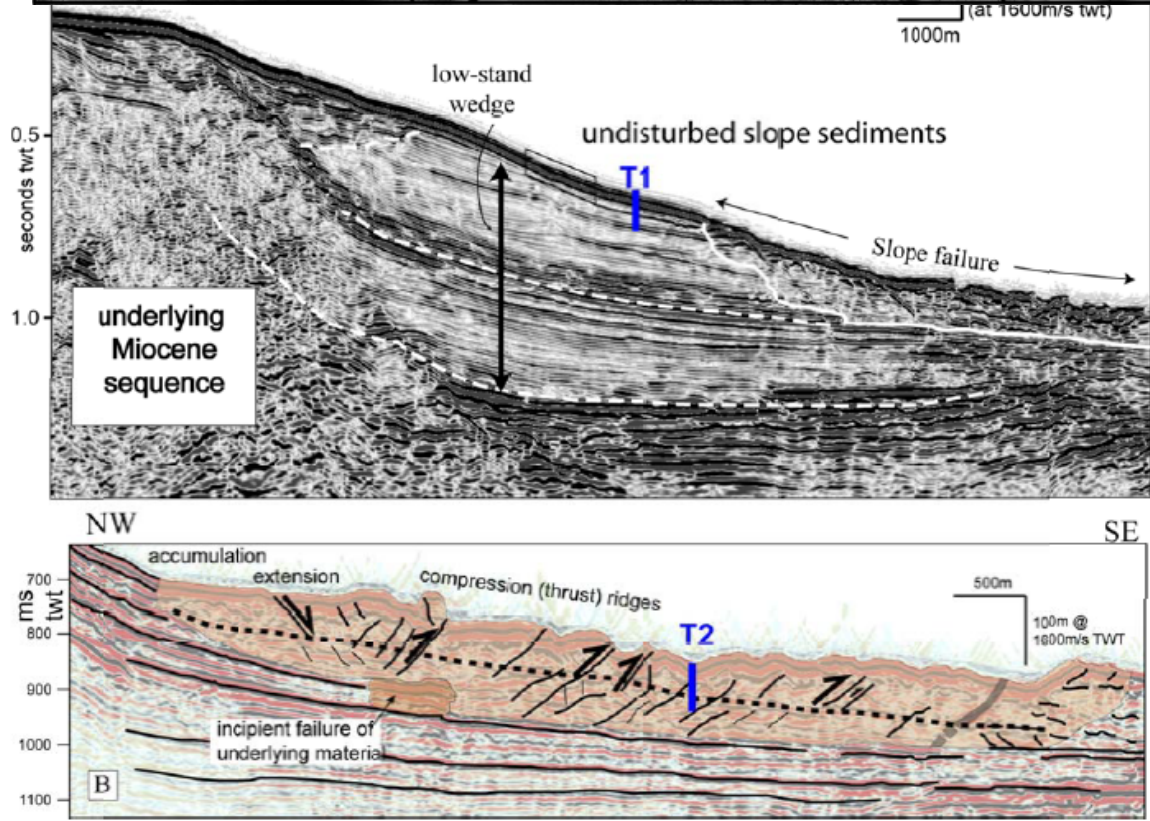 (at 1600m/s twt)
1000m
low-stand
wedge
undisturbed slope sediments
T1
Slope failure
0.5
1.0
seconds twt
underlying
Miocene
sequence
NW
SE
accumulation
extension
compression (thrust) ridges
500m
100m @
1600m/s TWT
T2
700
800
900
1000
1100
ms
twt
incipient failure of
underlying material
B